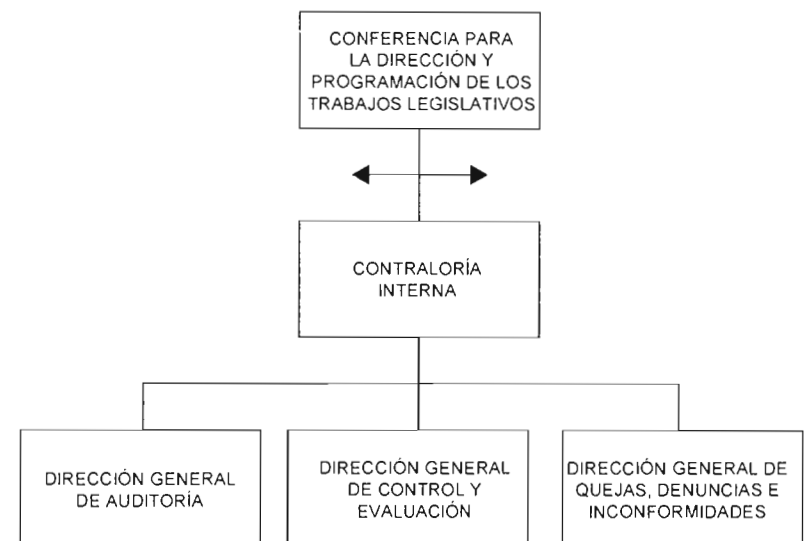 CONFERENCIA PARA
LA DIRECCIÓN Y
PROGRAMACIÓN DE LOS
TRABAJOS LEGISLATIVOS
CONTRALORÍA
INTERNA
DIRECCIÓN GENERAL
DE AUDITORÍA
DIRECCIÓN GENERAL
DE CONTROL Y
EVALUACIÓN
DIRECCIÓN GENERAL DE
QUEJAS, DENUNCIAS E
INCONFORMIDADES